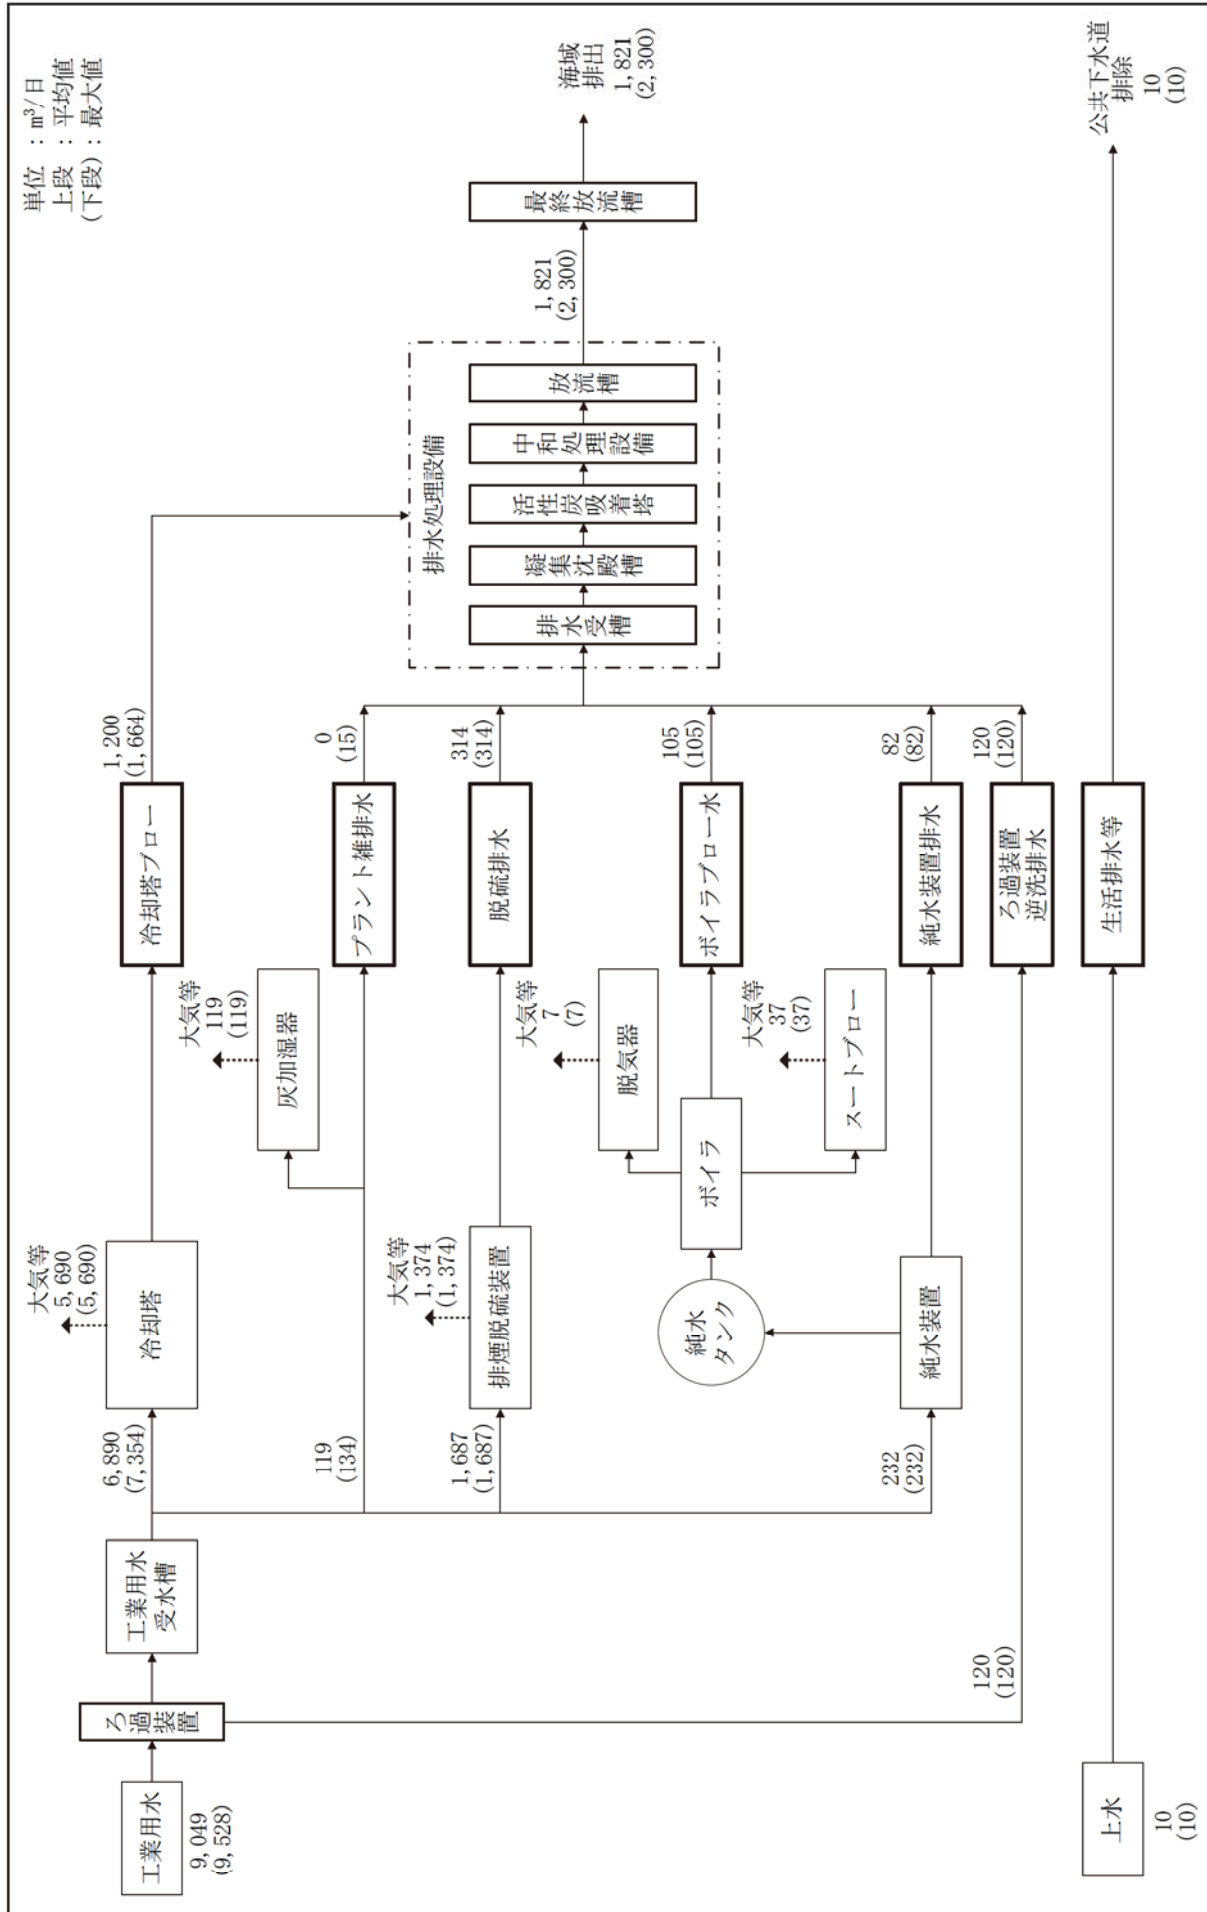 単位 : m³/日
上段 : 平均値
(下段) : 最大値
工業用水
9,049
(9,528)
ろ過装置
工業用水
受水槽
6,890
(7,354)
大気等
5,690
(5,690)
冷却塔
冷却塔ブロー
1,200
(1,664)
119
(134)
大気等
119
(119)
灰加湿器
プラント雑排水
0
(15)
1,687
(1,687)
大気等
1,374
(1,374)
排煙脱硫装置
脱硫排水
314
(314)
純水
タンク
ボイラ
大気等
7
(7)
脱気器
ボイラブロー水
105
(105)
大気等
37
(37)
スートブロー
232
(232)
純水装置
純水装置排水
82
(82)
120
(120)
ろ過装置
逆洗排水
120
(120)
排水処理設備
排水受槽
凝集沈殿槽
活性炭吸着塔
中和処理設備
放流槽
1,821
(2,300)
最終放流槽
海域
排出
1,821
(2,300)
上水
10
(10)
生活排水等
公共下水道
排除
10
(10)